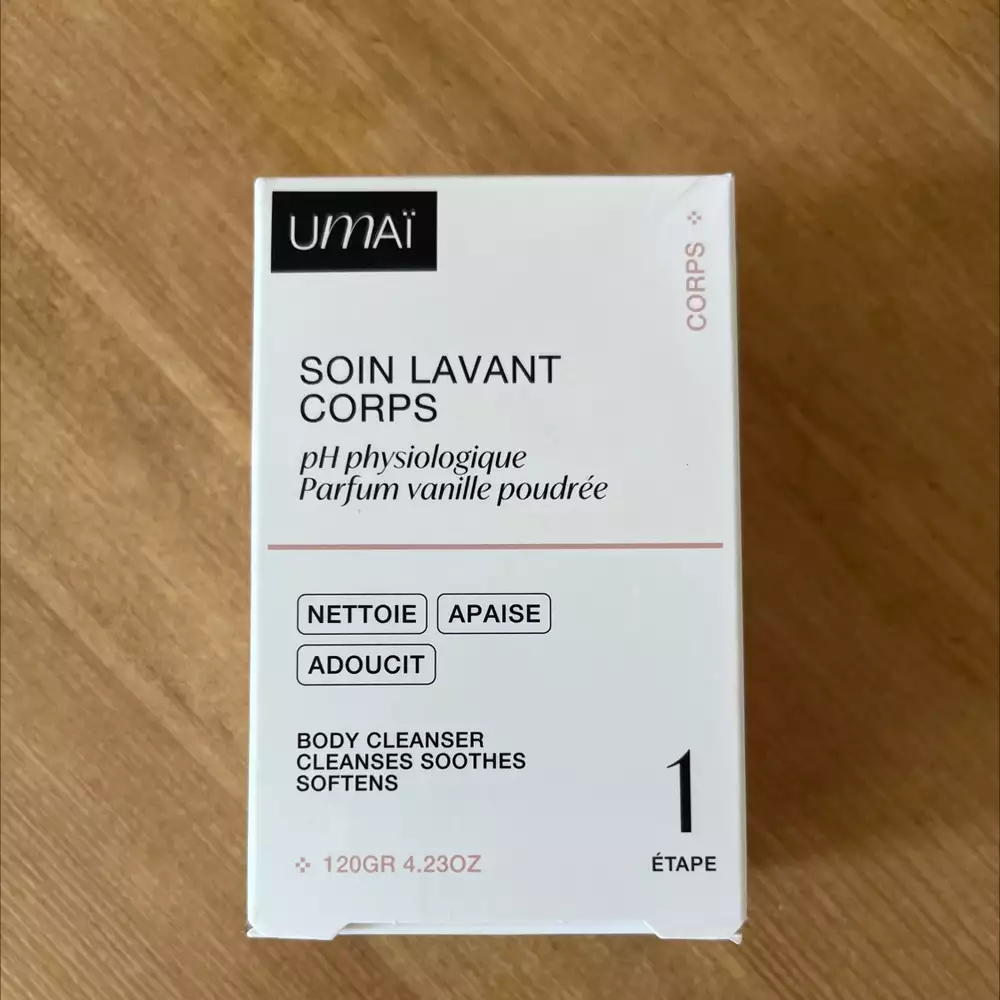 UMAÏ
CORPS
SOIN LAVANT
CORPS
pH physiologique
Parfum vanille poudrée
NETTOIE APAISE
ADOUCIT
BODY CLEANSER
CLEANSES SOOTHES
SOFTENS
1
120GR 4.23OZ
ÉTAPE